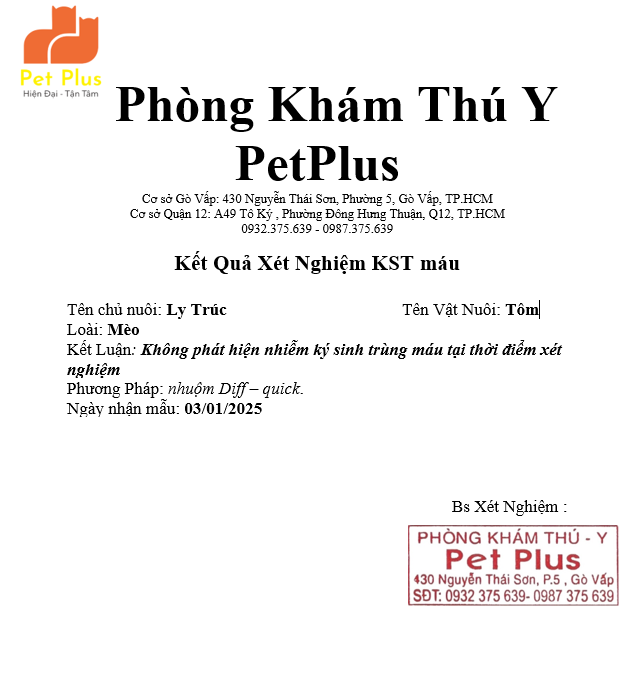 Pet Plus
Hiện Đại - Tận Tâm
Phòng Khám Thú Y
PetPlus
Cơ sở Gò Vấp: 430 Nguyễn Thái Sơn, Phường 5, Gò Vấp, TP.HCM
Cơ sở Quận 12: A49 Tô Ký , Phường Đông Hưng Thuận, Q12, TP.HCM
0932.375.639 - 0987.375.639
Kết Quả Xét Nghiệm KST máu
Tên chủ nuôi: Ly Trúc Tên Vật Nuôi: Tôm
Loài: Mèo
Kết Luận: Không phát hiện nhiễm ký sinh trùng máu tại thời điểm xét
nghiệm
Phương Pháp: nhuộm Diff – quick.
Ngày nhận mẫu: 03/01/2025
Bs Xét Nghiệm :
PHÒNG KHÁM THÚ - Y
Pet Plus
430 Nguyễn Thái Sơn, P.5 , Gò Vấp
SĐT: 0932 375 639- 0987 375 639